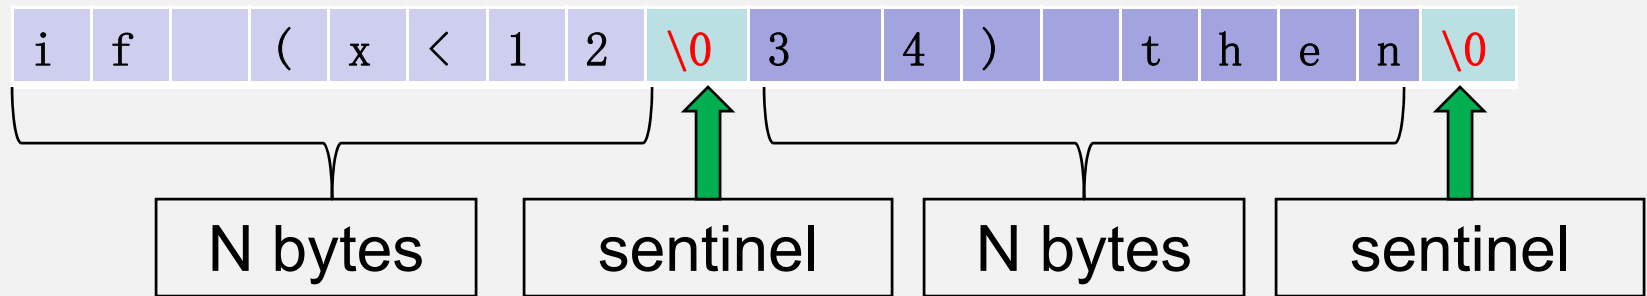 i f   ( x < 1 2 \0 3 4 )   t h e n \0
N bytes sentinel N bytes sentinel